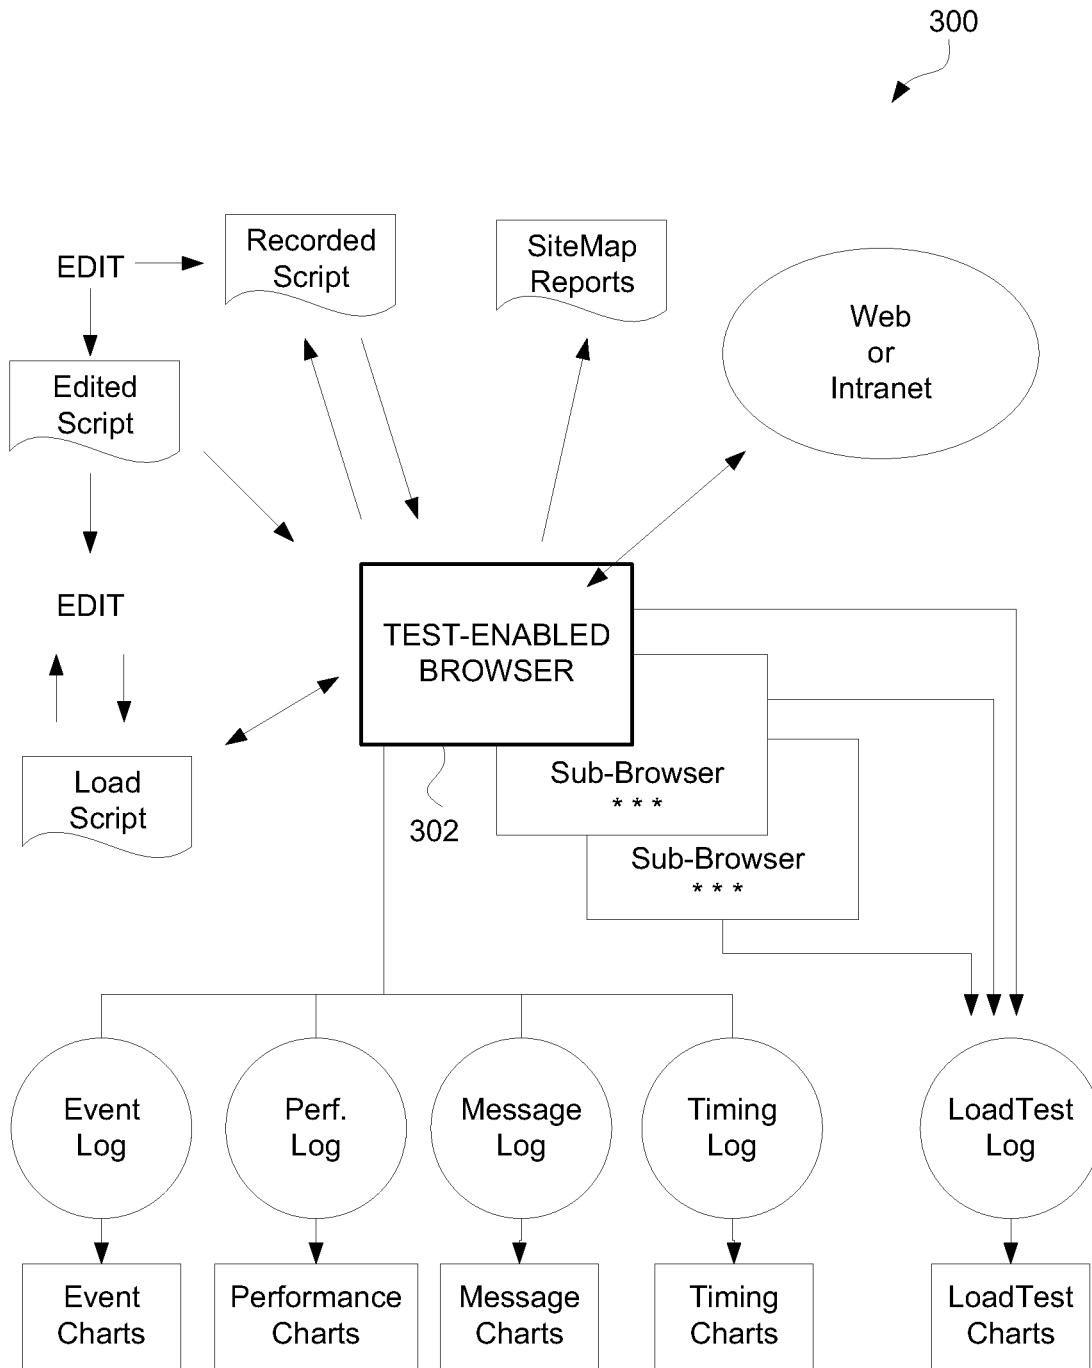 300
Recorded
Script
SiteMap
Reports
EDIT
Web
or
Intranet
Edited
Script
EDIT
TEST-ENABLED
BROWSER
Load
Script
302
Sub-Browser
* * *
Sub-Browser
* * *
Event
Log
Perf.
Log
Message
Log
Timing
Log
LoadTest
Log
Event
Charts
Performance
Charts
Message
Charts
Timing
Charts
LoadTest
Charts